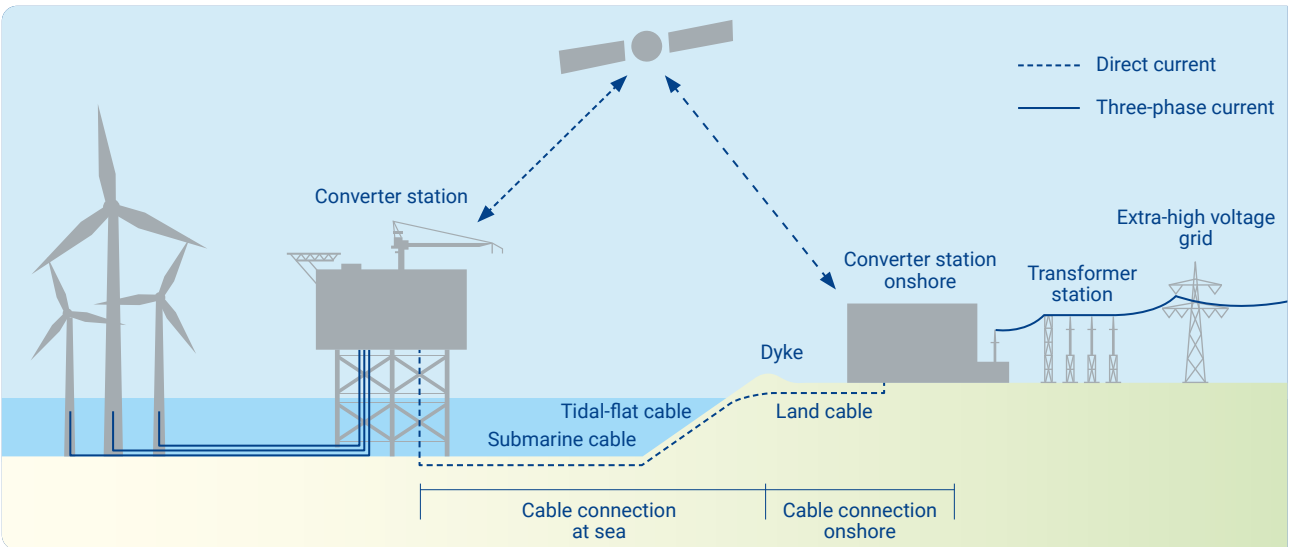 Direct current
Three-phase current
Converter station
Extra-high voltage
grid
Converter station
onshore
Transformer
station
Dyke
Tidal-flat cable
Land cable
Submarine cable
Cable connection
at sea
Cable connection
onshore